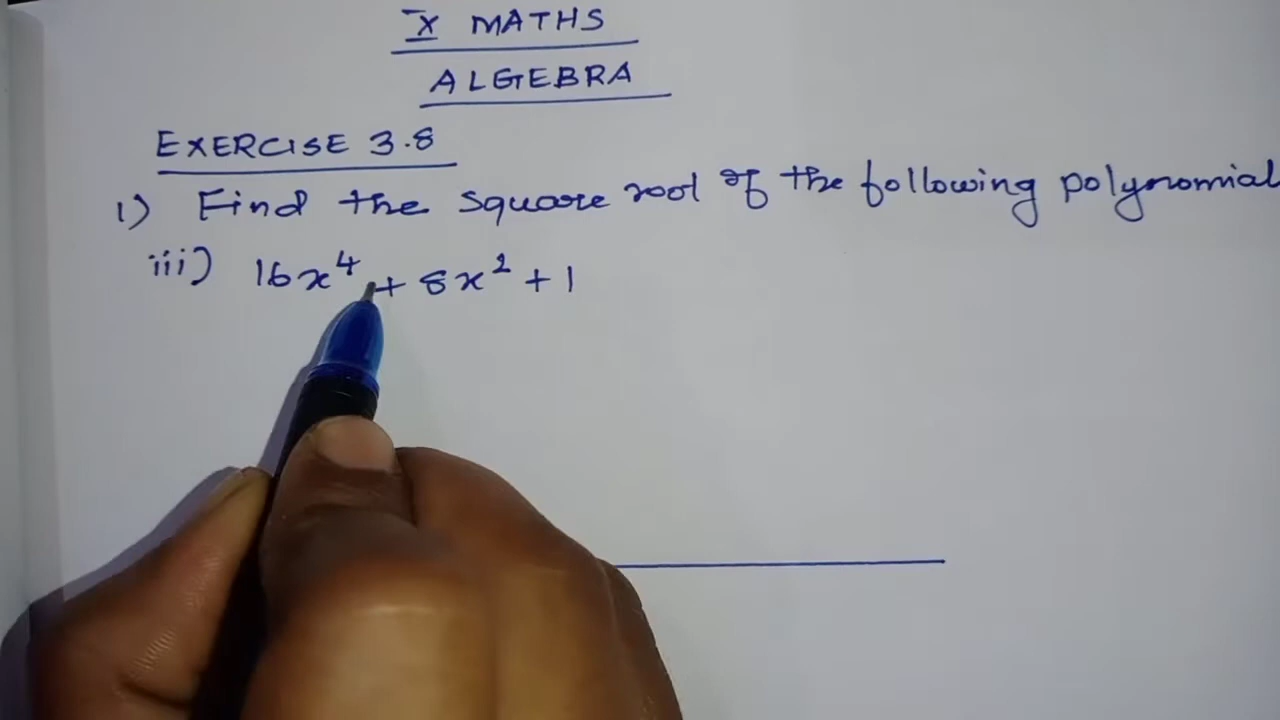 X MATHS
ALGEBRA
EXERCISE 3.8
1) Find the square root of the following polynomial
iii) 16x⁴ + 8x² + 1